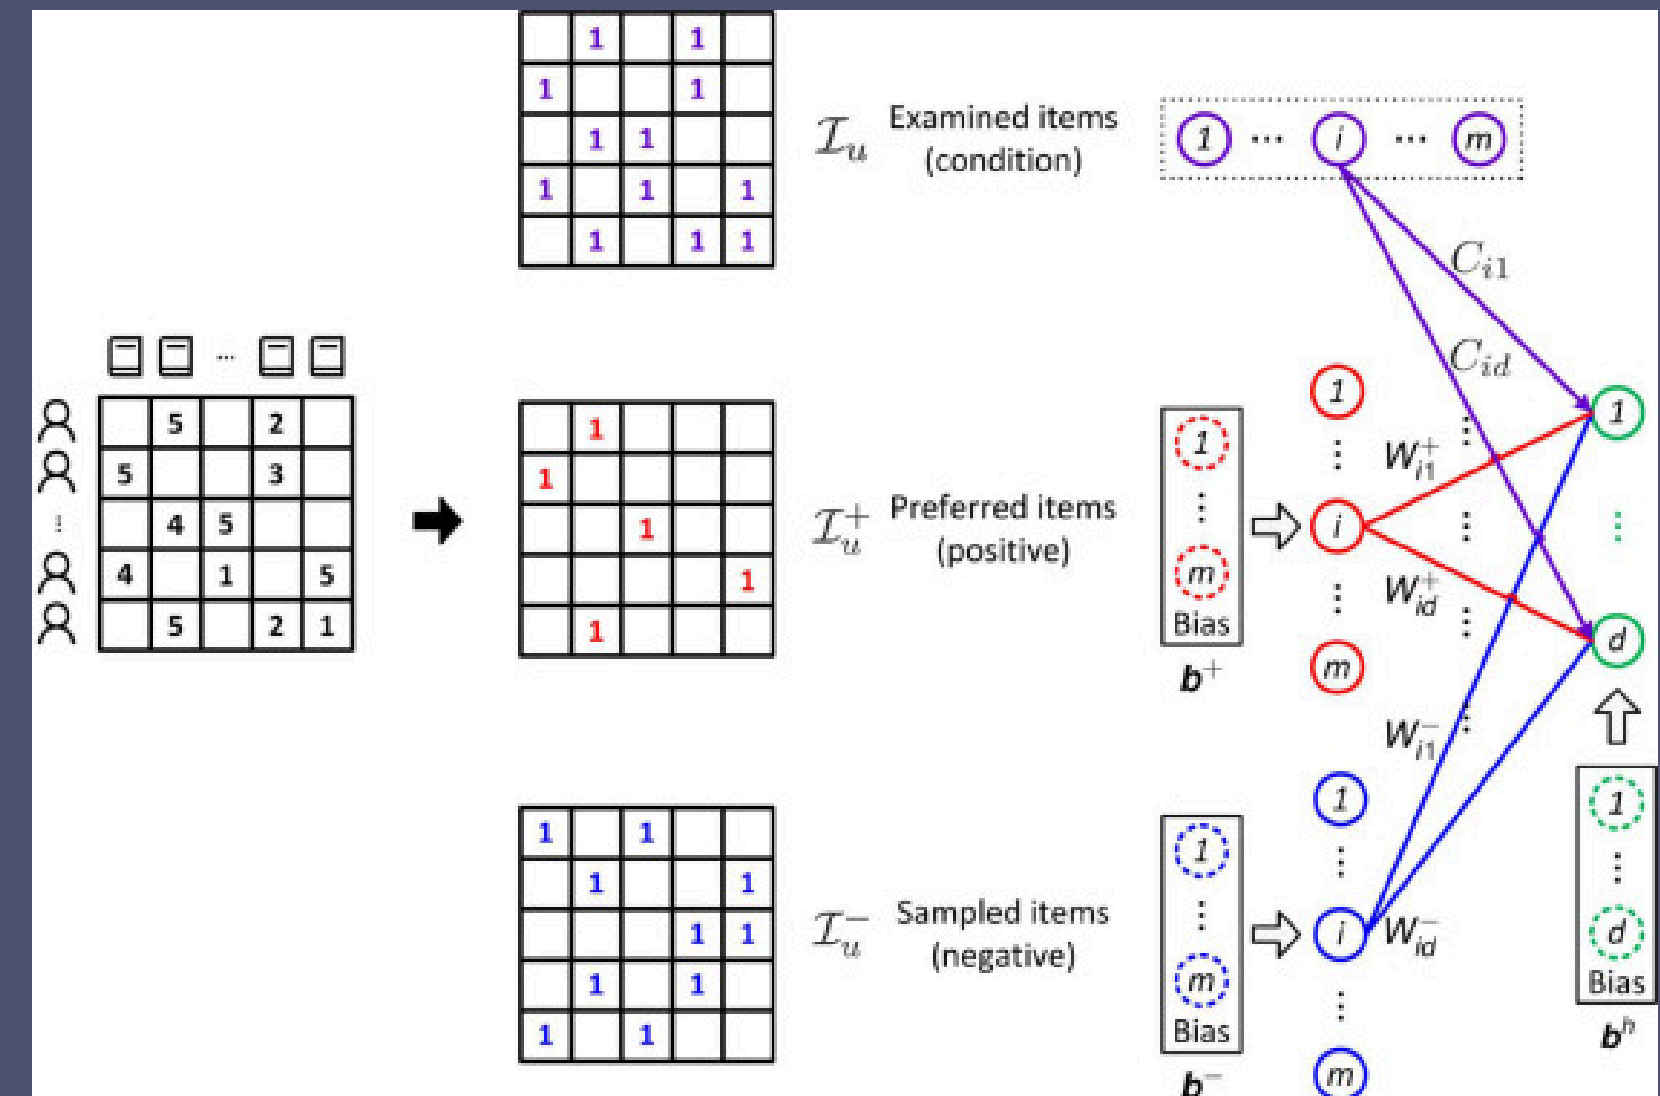 1 1
1 1
1 1
1 1 1
1 1 1
𝓘u Examined items
(condition)
1 ··· i ··· m
Ci1
Cid
...
5 2
5 3
⋮ 4 5
4 1 5
5 2 1
1
1
1
1
1
𝓘u+ Preferred items
(positive)
1
⋮
m
Bias
b+
1
⋮
i
⋮
m
Wi1+
⋮
Wid+
⋮
⋮
1
⋮
d
1 1
1 1
1 1
1 1
1 1
𝓘u− Sampled items
(negative)
1
⋮
m
Bias
b−
1
⋮
i
⋮
m
Wi1−
⋮
Wid−
1
⋮
d
Bias
bh